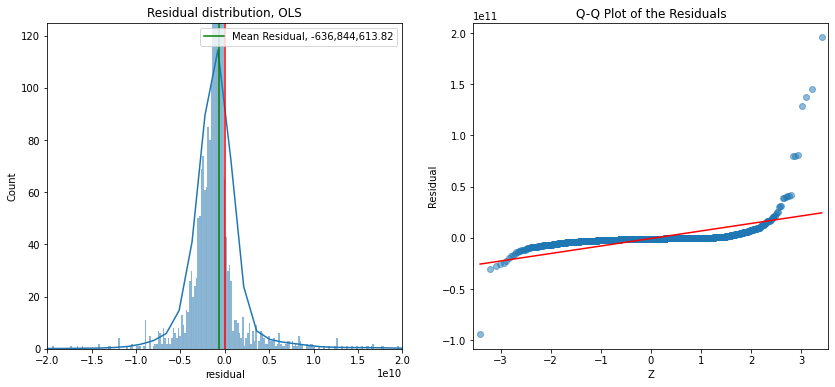 Residual distribution, OLS
Mean Residual, -636,844,613.82
Count
120
100
80
60
40
20
0
−2.0 −1.5 −1.0 −0.5 0.0 0.5 1.0 1.5 2.0
residual
1e10
Q-Q Plot of the Residuals
1e11
Residual
2.0
1.5
1.0
0.5
0.0
−0.5
−1.0
−3 −2 −1 0 1 2 3
Z